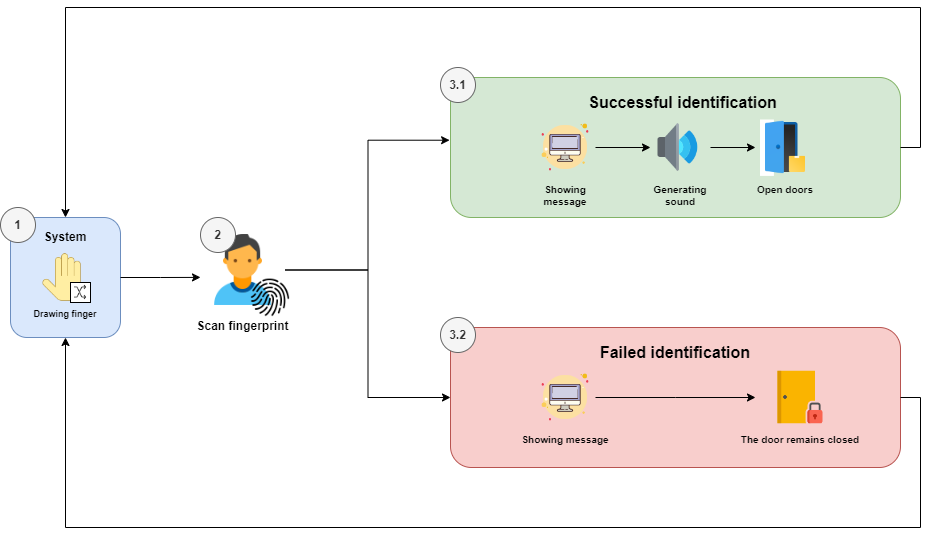 1
System
Drawing finger
2
Scan fingerprint
3.1
Successful identification
Showing
message
Generating
sound
Open doors
3.2
Failed identification
Showing message
The door remains closed